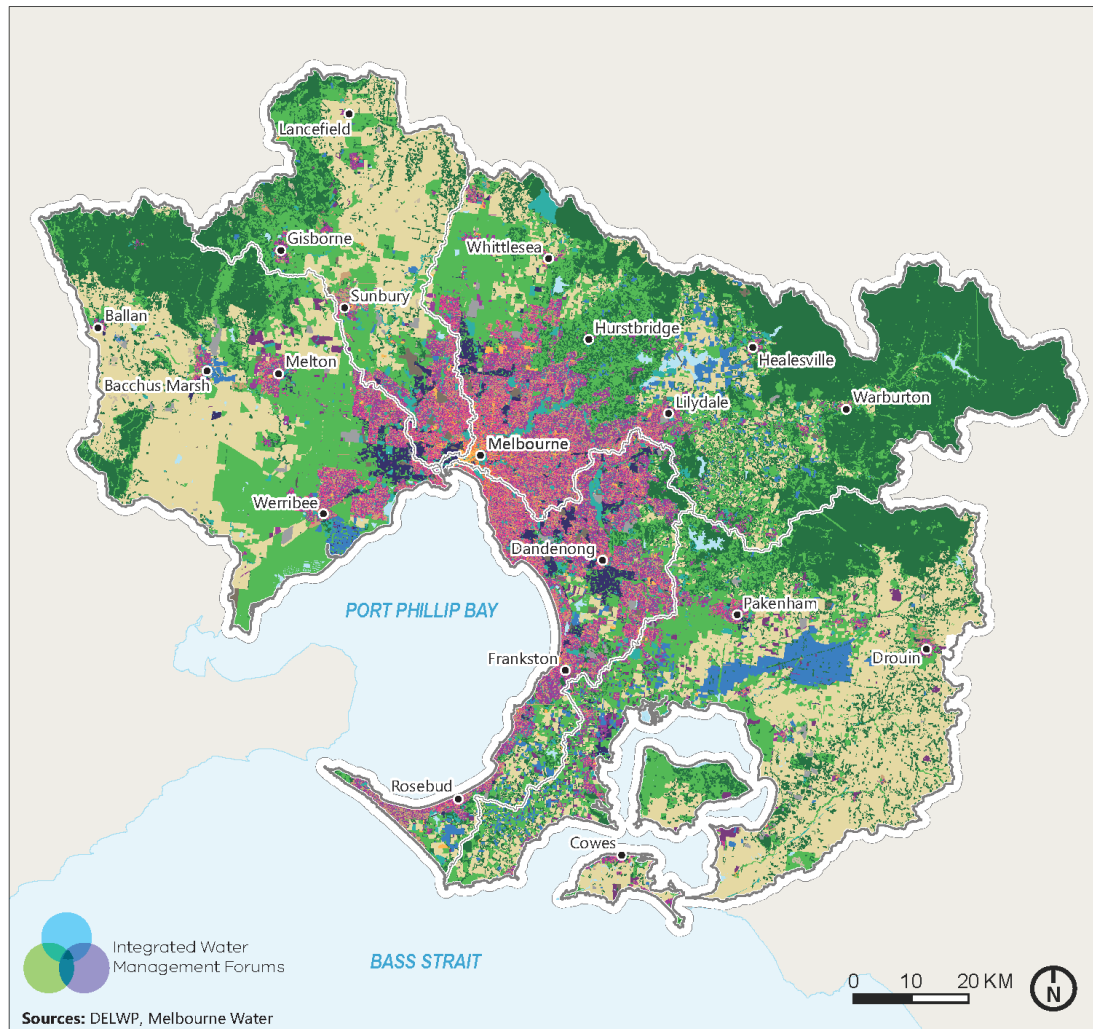 Lancefield
Gisborne
Whittlesea
Sunbury
Ballan
Hurstbridge
Healesville
Melton
Bacchus Marsh
Lilydale
Warburton
Melbourne
Werribee
Dandenong
PORT PHILLIP BAY
Pakenham
Drouin
Frankston
Rosebud
Cowes
Integrated Water
Management Forums
BASS STRAIT
0 10 20 KM
N
Sources: DELWP, Melbourne Water